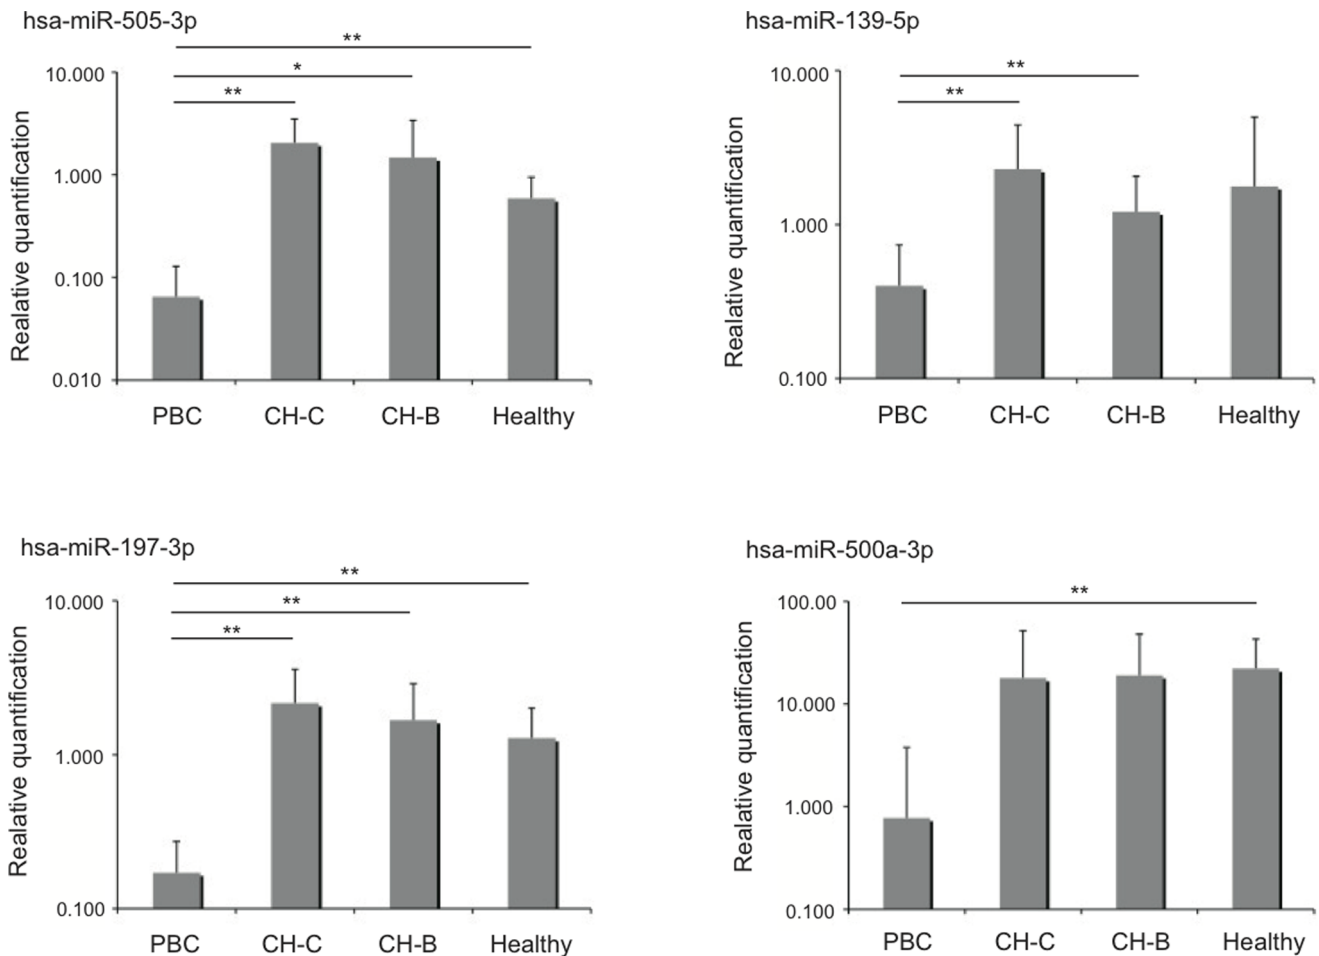 hsa-miR-505-3p
**
*
**
10.000
1.000
0.100
0.010
Realative quantification
PBC CH-C CH-B Healthy
hsa-miR-139-5p
**
**
10.000
1.000
0.100
Realative quantification
PBC CH-C CH-B Healthy
hsa-miR-197-3p
**
**
**
10.000
1.000
0.100
Realative quantification
PBC CH-C CH-B Healthy
hsa-miR-500a-3p
**
100.00
10.000
1.000
0.100
Realative quantification
PBC CH-C CH-B Healthy